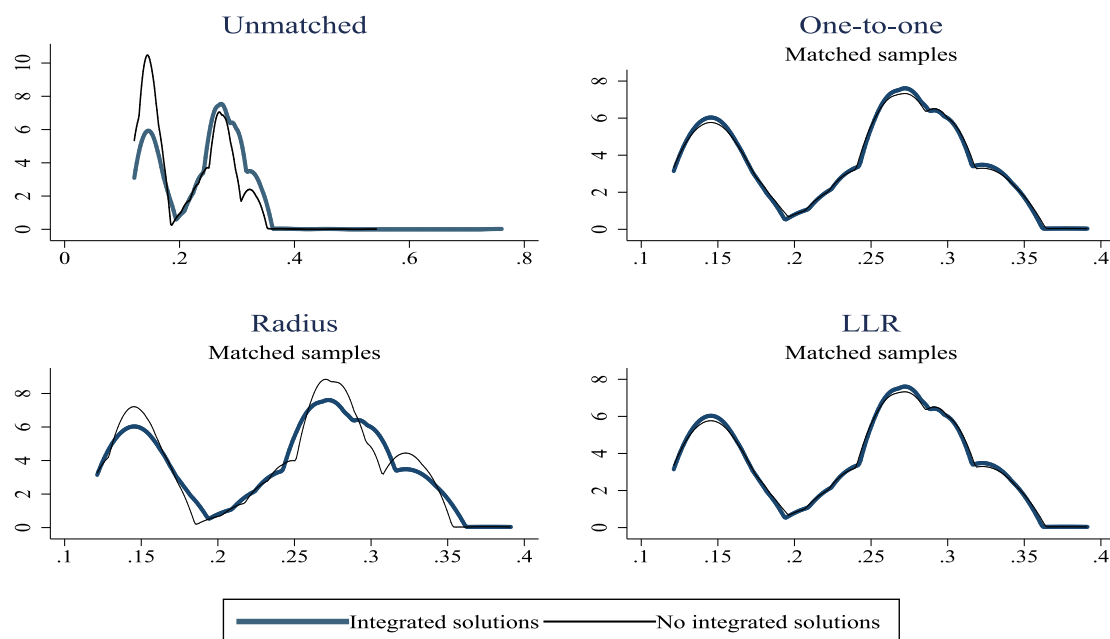 Unmatched
10
8
6
4
2
0
0 .2 .4 .6 .8
One-to-one
Matched samples
8
6
4
2
0
.1 .15 .2 .25 .3 .35 .4
Radius
Matched samples
8
6
4
2
0
.1 .15 .2 .25 .3 .35 .4
LLR
Matched samples
8
6
4
2
0
.1 .15 .2 .25 .3 .35 .4
Integrated solutions No integrated solutions